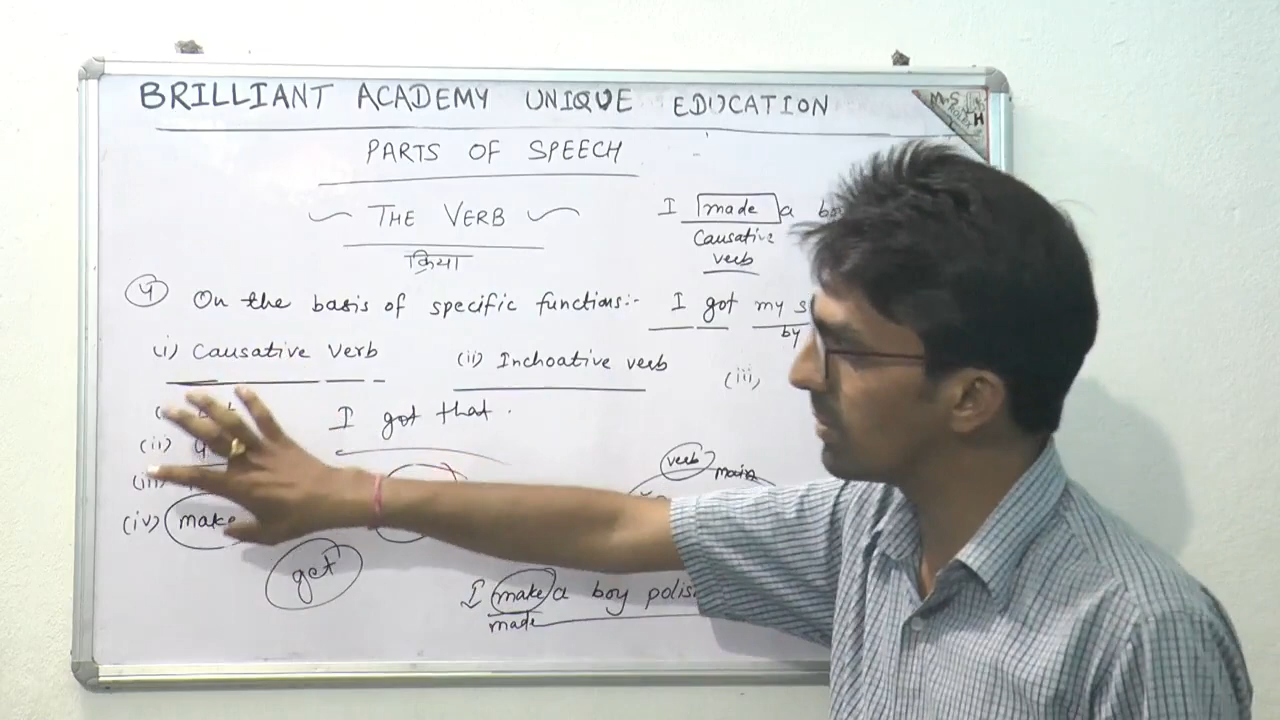 BRILLIANT ACADEMY UNIQUE EDUCATION
PARTS OF SPEECH
THE VERB
क्रिया
I made a
Causative
verb
4 On the basis of specific functions:-
I got my
by
(i) Causative Verb
(ii) Inchoative verb
(iii)
I got that.
(ii)
(iii)
(iv) make
get
verb
main
I make a boy
made